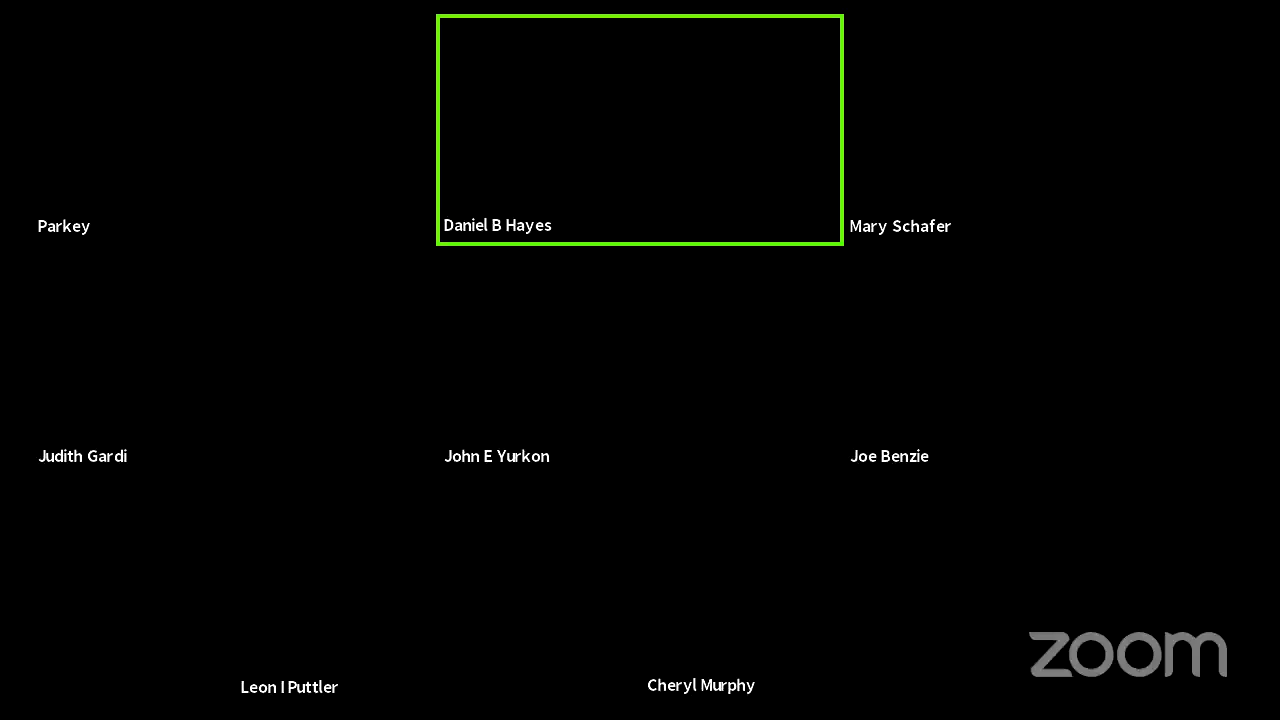 Parkey
Daniel B Hayes
Mary Schafer
Judith Gardi
John E Yurkon
Joe Benzie
Leon I Puttler
Cheryl Murphy
zoom